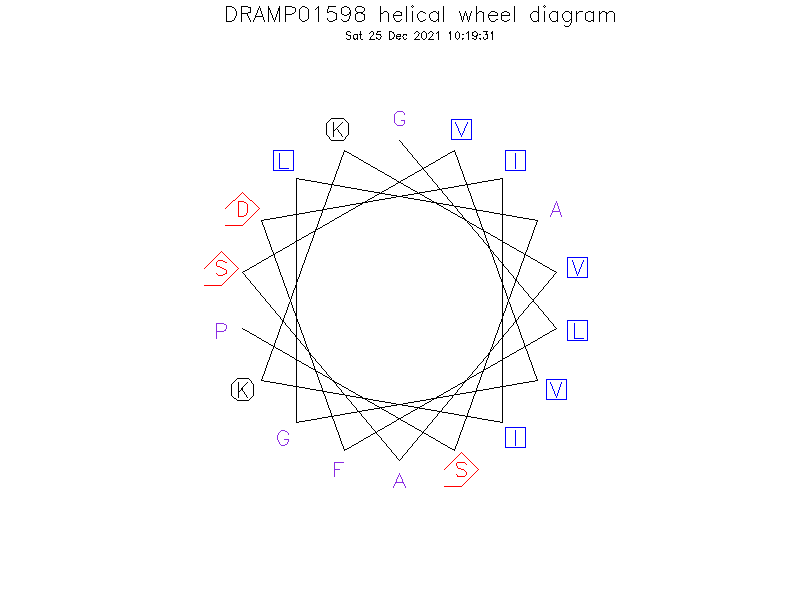 DRAMP01598 helical wheel diagram
Sat 25 Dec 2021 10:19:31
G
K V
L I
D A
S V
P L
K V
G I
F S
A